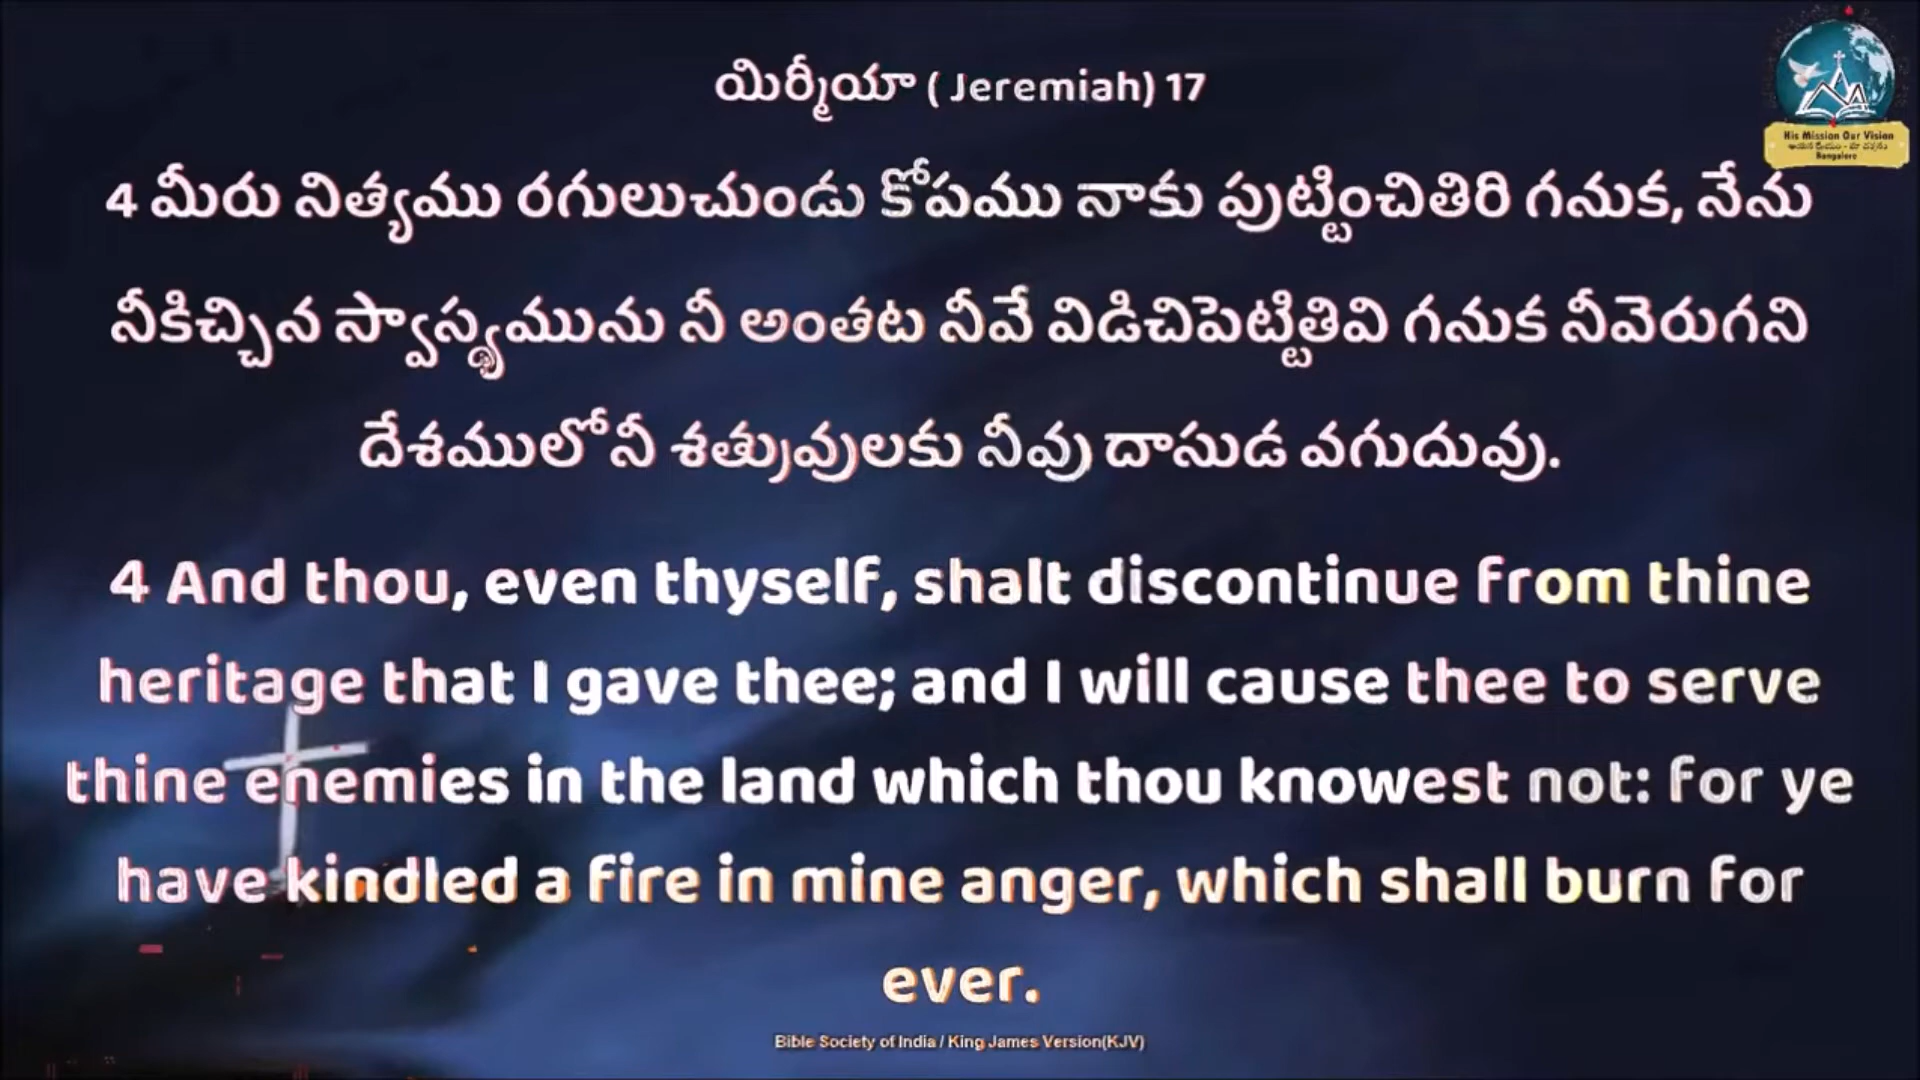 యిర్మీయా ( Jeremiah) 17
4 మీరు నిత్యము రగులుచుండు కోపము నాకు పుట్టించితిరి గనుక, నేను
నీకిచ్చిన స్వాస్థ్యమును నీ అంతట నీవే విడిచిపెట్టితివి గనుక నీవెరుగని
దేశములోనీ శత్రువులకు నీవు దాసుడ వగుదువు.
4 And thou, even thyself, shalt discontinue from thine
heritage that I gave thee; and I will cause thee to serve
thine enemies in the land which thou knowest not: for ye
have kindled a fire in mine anger, which shall burn for
ever.
Bible Society of India / King James Version(KJV)
His Mission Our Vision
Bangalore